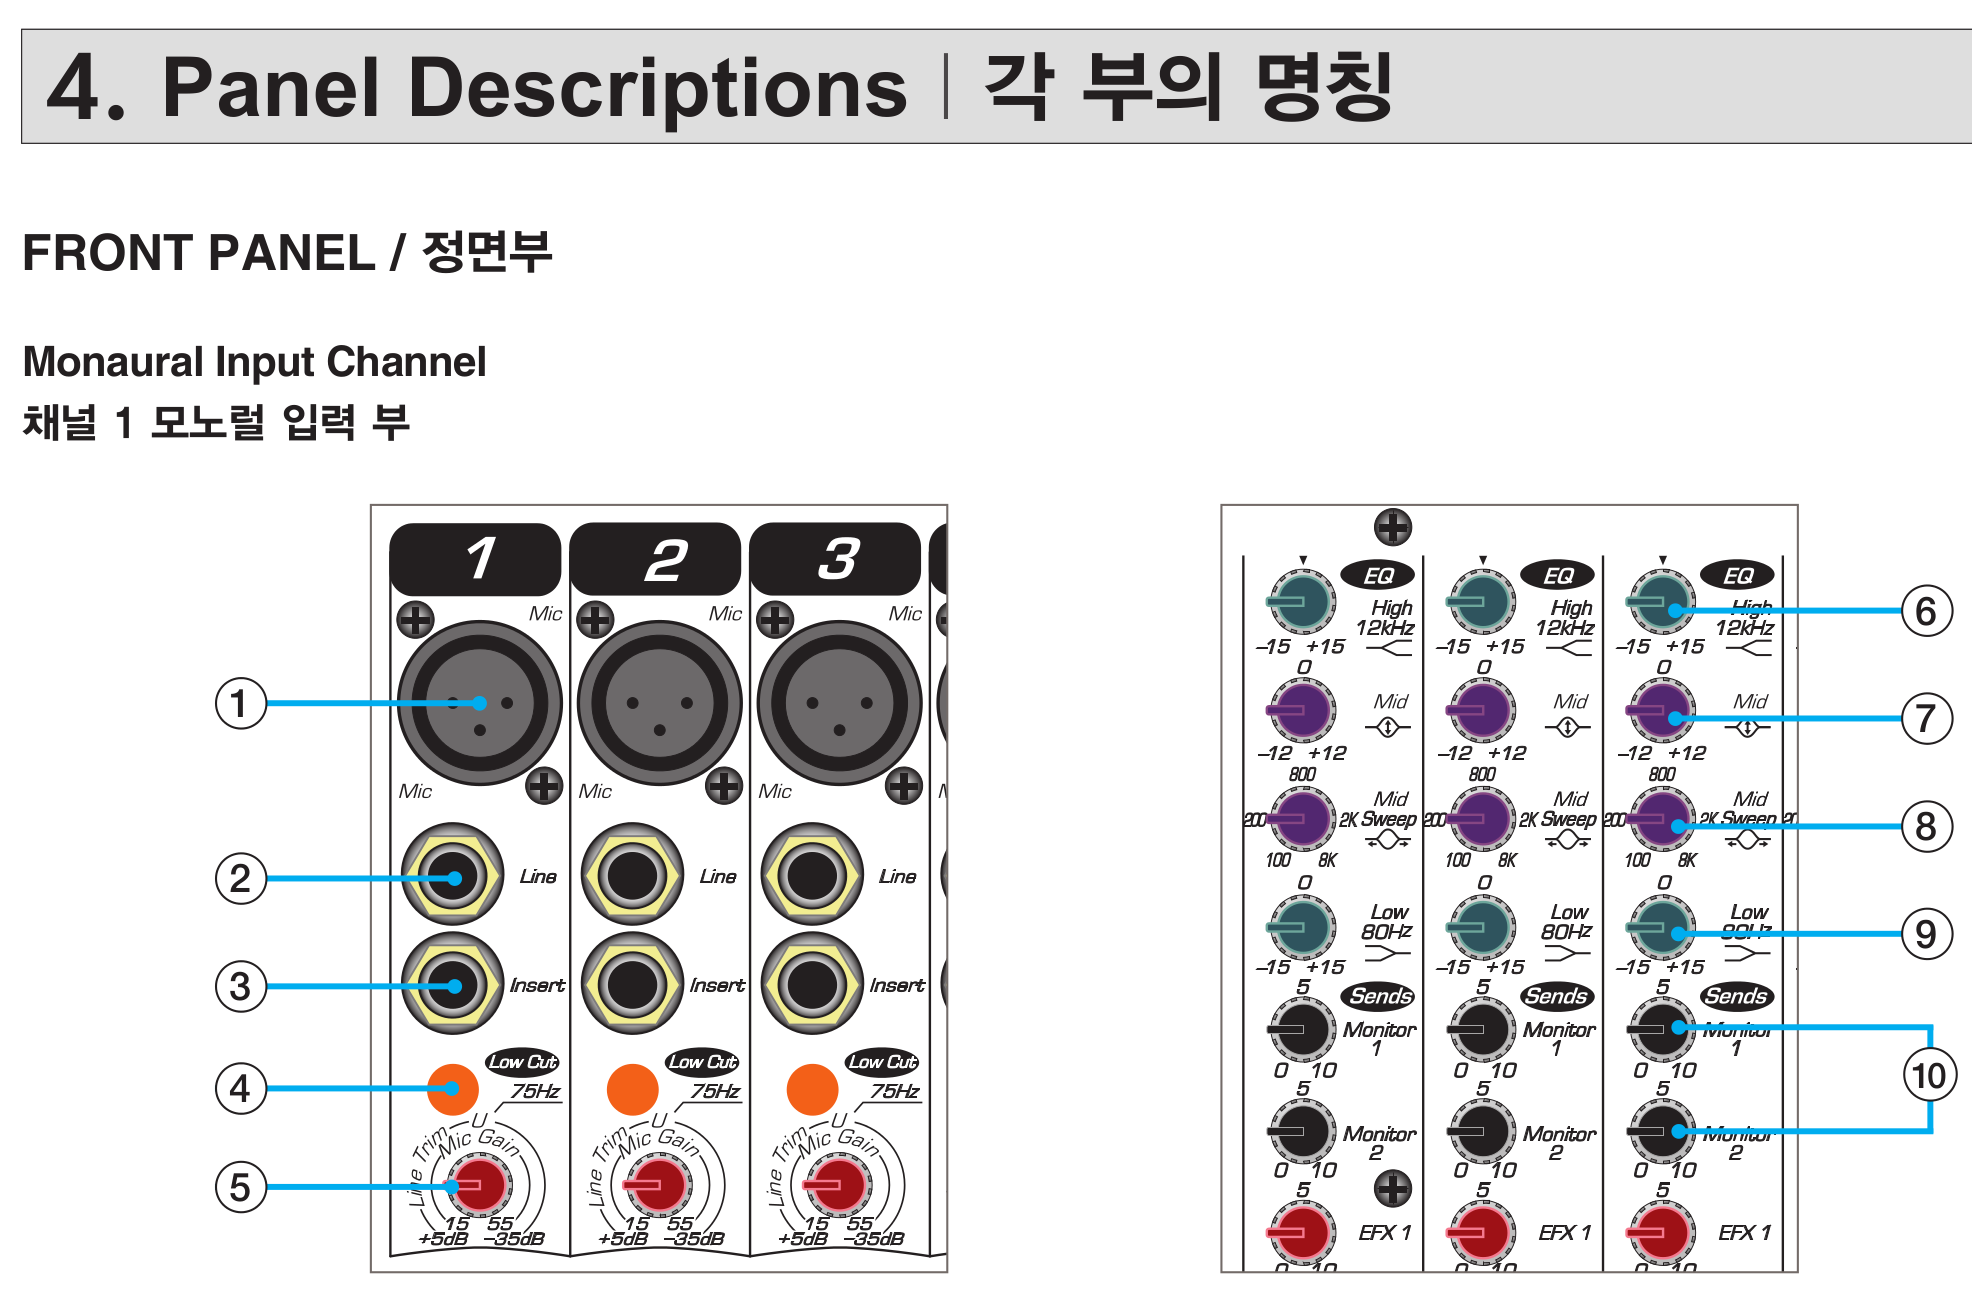 4. Panel Descriptions | 각 부의 명칭
FRONT PANEL / 정면부
Monaural Input Channel
채널 1 모노럴 입력 부
1 2 3
Mic Mic Mic
①
Mic Mic Mic
② Line Line Line
③ Insert Insert Insert
Low Cut Low Cut Low Cut
④ 75Hz 75Hz 75Hz
U U U
Line Trim Mic Gain Line Trim Mic Gain Line Trim Mic Gain
⑤
15 55 15 55 15 55
+5dB -35dB +5dB -35dB +5dB -35dB
EQ EQ EQ
High High High ⑥
12kHz 12kHz 12kHz
-15 +15 -15 +15 -15 +15
0 0 0
Mid Mid Mid ⑦
-12 +12 -12 +12 -12 +12
800 800 800
Mid Mid Mid
200 2K Sweep 200 2K Sweep 200 2K Sweep 20 ⑧
100 8K 100 8K 100 8K
0 0 0
Low Low Low
80Hz 80Hz 80Hz ⑨
-15 +15 -15 +15 -15 +15
5 Sends 5 Sends 5 Sends
Monitor Monitor Monitor
1 1 1
0 10 0 10 0 10 ⑩
5 5 5
Monitor Monitor Monitor
2 2 2
0 10 0 10 0 10
5 5 5
EFX 1 EFX 1 EFX 1
0 10 0 10 0 10